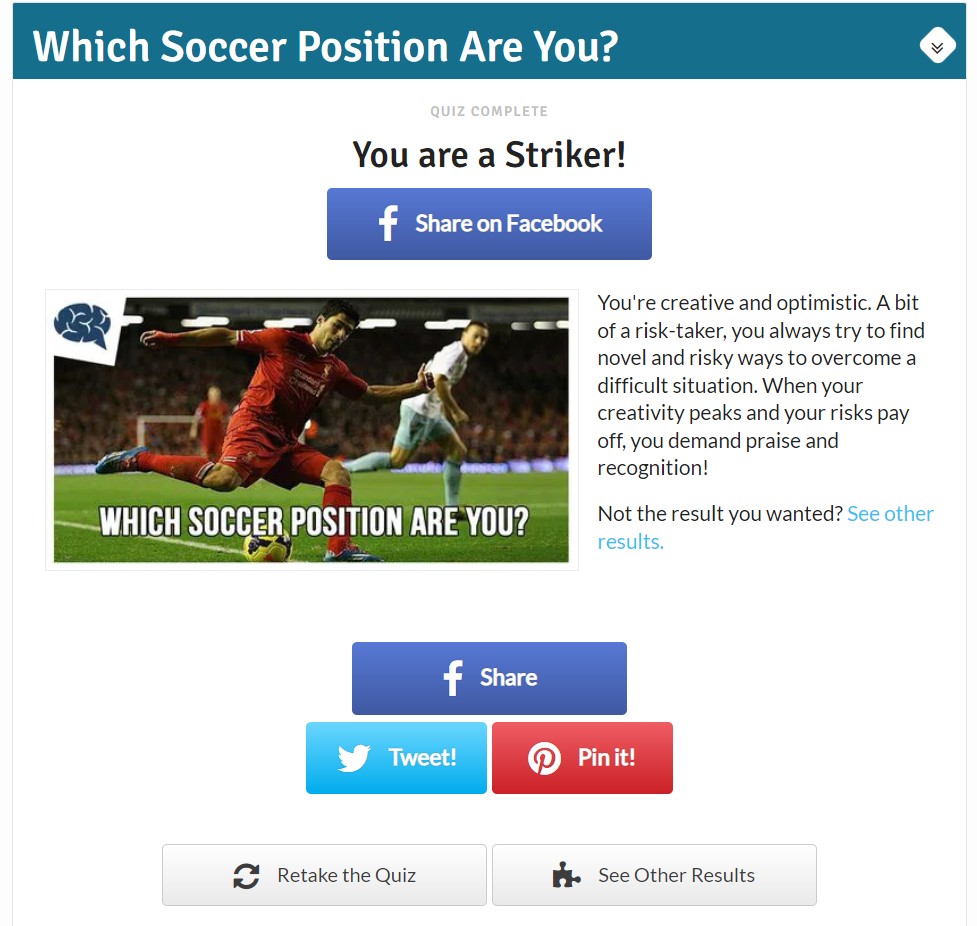 Which Soccer Position Are You?
QUIZ COMPLETE
You are a Striker!
Share on Facebook
Standard
Chartered
WHICH SOCCER POSITION ARE YOU?
You're creative and optimistic. A bit
of a risk-taker, you always try to find
novel and risky ways to overcome a
difficult situation. When your
creativity peaks and your risks pay
off, you demand praise and
recognition!
Not the result you wanted? See other
results.
Share
Tweet!
Pin it!
Retake the Quiz
See Other Results